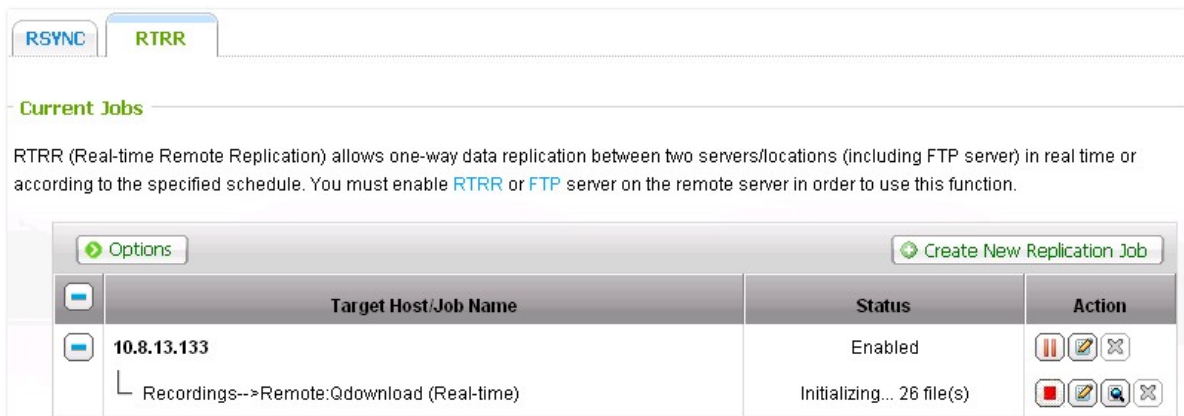 RSYNC
RTRR
Current Jobs
RTRR (Real-time Remote Replication) allows one-way data replication between two servers/locations (including FTP server) in real time or
according to the specified schedule. You must enable RTRR or FTP server on the remote server in order to use this function.
Options
Create New Replication Job
Target Host/Job Name
Status
Action
10.8.13.133
Enabled
Recordings-->Remote:Qdownload (Real-time)
Initializing... 26 file(s)